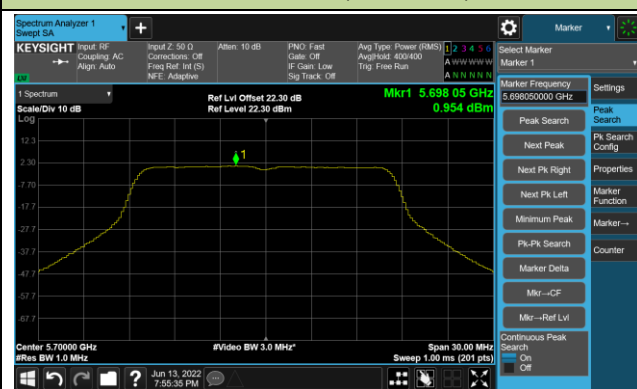 Spectrum Analyzer 1
Swept SA
Marker
KEYSIGHT
Input: RF
Coupling: AC
Align: Auto
Input Z: 50 Ω
Corrections: Off
Freq Ref: Int (S)
NFE: Adaptive
Atten: 10 dB
PNO: Fast
Gate: Off
IF Gain: Low
Sig Track: Off
Avg Type: Power (RMS)
Avg|Hold: 400/400
Trig: Free Run
1 2 3 4 5 6
A W W W W W
A N N N N N
Select Marker
Marker 1
Marker Frequency
5.698050000 GHz
Settings
Peak Search
Next Peak
Next Pk Right
Next Pk Left
Minimum Peak
Pk-Pk Search
Marker Delta
Mkr→CF
Mkr→Ref Lvl
Continuous Peak
Search
On
Off
Peak
Search
Pk Search
Config
Properties
Marker
Function
Marker→
Counter
1 Spectrum
Scale/Div 10 dB
Log
Ref Lvl Offset 22.30 dB
Ref Level 22.30 dBm
Mkr1 5.698 05 GHz
0.954 dBm
1
12.3
2.30
-7.70
-17.7
-27.7
-37.7
-47.7
-57.7
-67.7
Center 5.70000 GHz
#Res BW 1.0 MHz
#Video BW 3.0 MHz*
Span 30.00 MHz
Sweep 1.00 ms (201 pts)
Jun 13, 2022
7:55:35 PM